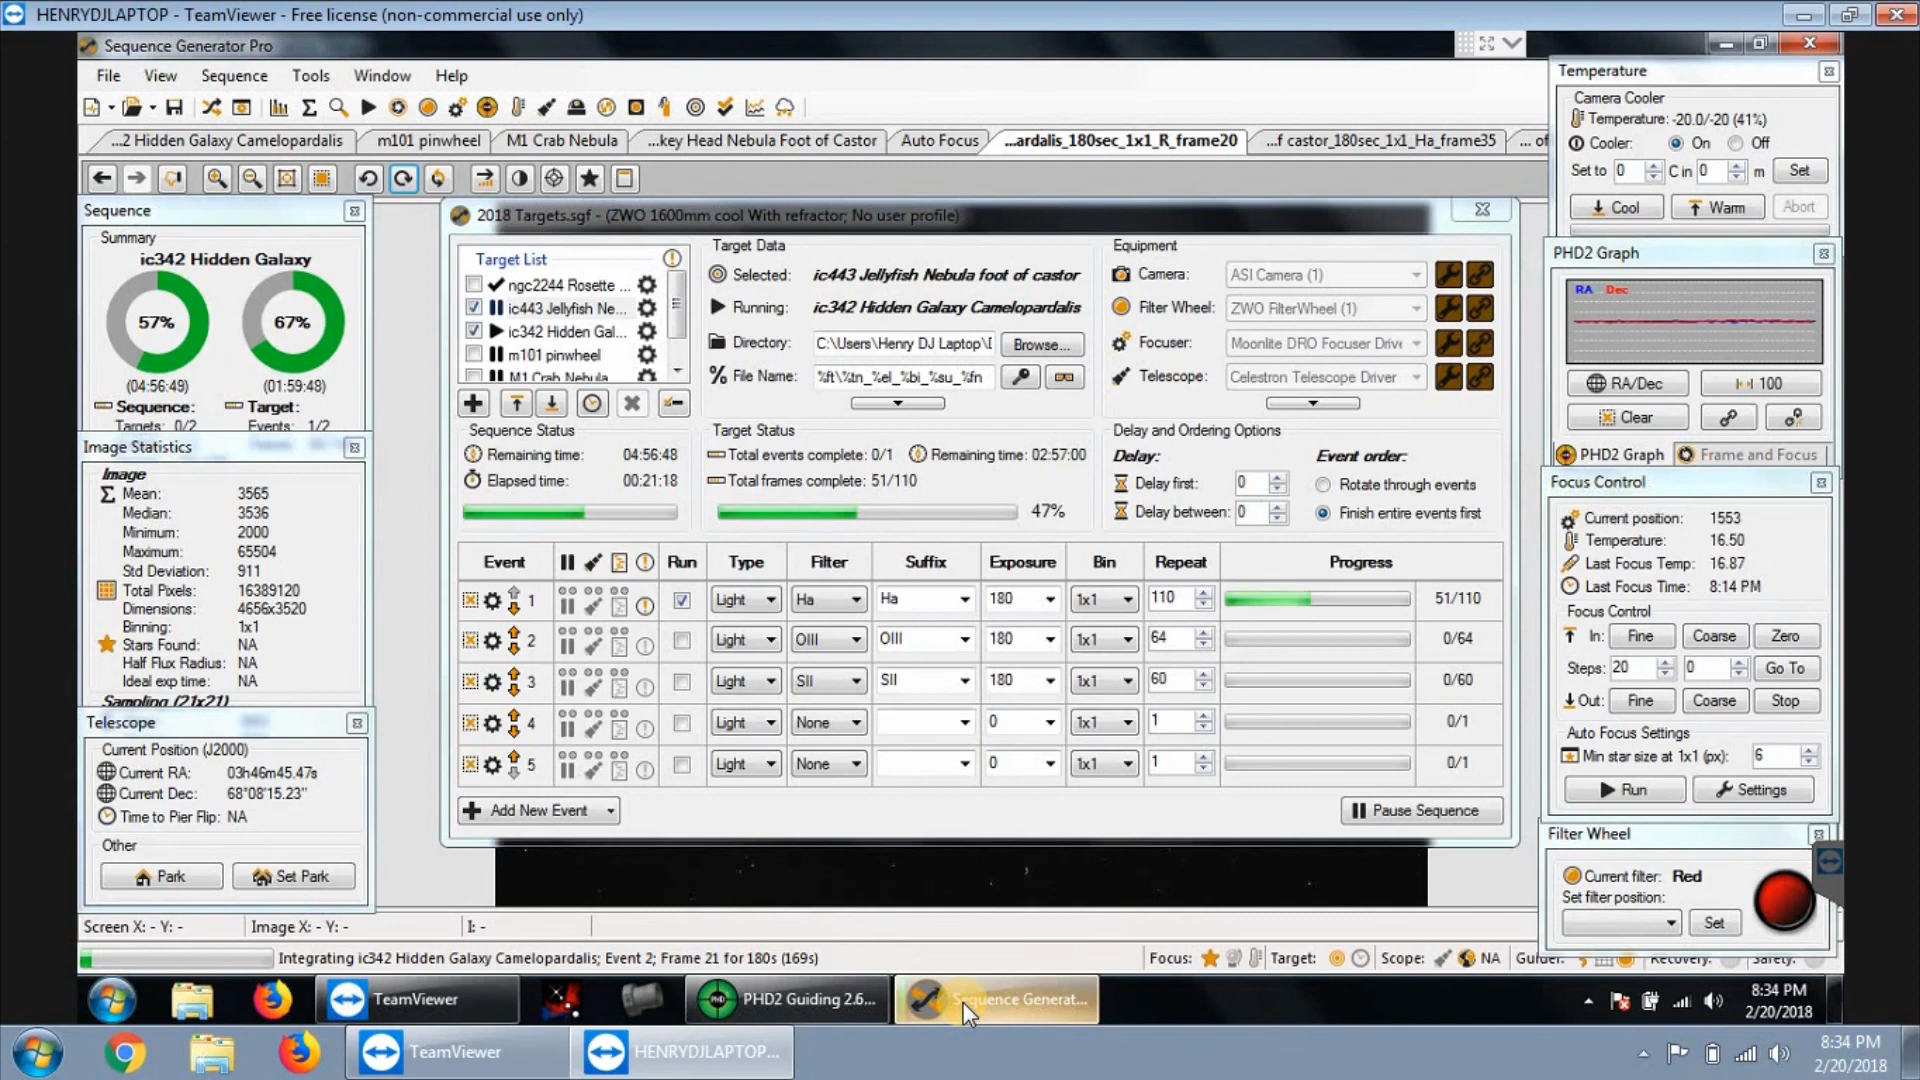 HENRYDJLAPTOP - TeamViewer - Free license (non-commercial use only)
Sequence Generator Pro
File View Sequence Tools Window Help
...2 Hidden Galaxy Camelopardalis m101 pinwheel M1 Crab Nebula ...key Head Nebula Foot of Castor Auto Focus ...ardalis_180sec_1x1_R_frame20 ...f castor_180sec_1x1_Ha_frame35 ... of
Sequence
Summary
ic342 Hidden Galaxy
57% 67%
(04:56:49) (01:59:48)
Sequence: Target:
Targets: 0/2 Events: 1/2
Image Statistics
Image
Mean: 3565
Median: 3536
Minimum: 2000
Maximum: 65504
Std Deviation: 911
Total Pixels: 16389120
Dimensions: 4656x3520
Binning: 1x1
Stars Found: NA
Half Flux Radius: NA
Ideal exp time: NA
Sampling (21x21)
Telescope
Current Position (J2000)
Current RA: 03h46m45.47s
Current Dec: 68°08'15.23"
Time to Pier Flip: NA
Other
Park Set Park
2018 Targets.sgf - (ZWO 1600mm cool With refractor; No user profile)
Target List
ngc2244 Rosette ...
ic443 Jellyfish Ne...
ic342 Hidden Gal...
m101 pinwheel
M1 Crab Nebula
Target Data
Selected: ic443 Jellyfish Nebula foot of castor
Running: ic342 Hidden Galaxy Camelopardalis
Directory: C:\Users\Henry DJ Laptop\D Browse...
File Name: %ft\%tn_%el_%bi_%su_%fn
Equipment
Camera: ASI Camera (1)
Filter Wheel: ZWO FilterWheel (1)
Focuser: Moonlite DRO Focuser Drive
Telescope: Celestron Telescope Driver
Sequence Status
Remaining time: 04:56:48
Elapsed time: 00:21:18
Target Status
Total events complete: 0/1 Remaining time: 02:57:00
Total frames complete: 51/110
47%
Delay and Ordering Options
Delay: Event order:
Delay first: 0 Rotate through events
Delay between: 0 Finish entire events first
Event Run Type Filter Suffix Exposure Bin Repeat Progress
1 Light Ha Ha 180 1x1 110 51/110
2 Light OIII OIII 180 1x1 64 0/64
3 Light SII SII 180 1x1 60 0/60
4 Light None 0 1x1 1 0/1
5 Light None 0 1x1 1 0/1
Add New Event Pause Sequence
Temperature
Camera Cooler
Temperature: -20.0/-20 (41%)
Cooler: On Off
Set to 0 C in 0 m Set
Cool Warm Abort
PHD2 Graph
RA Dec
RA/Dec 100
Clear
PHD2 Graph Frame and Focus
Focus Control
Current position: 1553
Temperature: 16.50
Last Focus Temp: 16.87
Last Focus Time: 8:14 PM
Focus Control
In: Fine Coarse Zero
Steps: 20 0 Go To
Out: Fine Coarse Stop
Auto Focus Settings
Min star size at 1x1 (px): 6
Run Settings
Filter Wheel
Current filter: Red
Set filter position:
Set
Screen X: - Y: - Image X: - Y: - I: -
Integrating ic342 Hidden Galaxy Camelopardalis; Event 2; Frame 21 for 180s (169s) Focus: Target: Scope: NA Guider: Recovery: Safety:
TeamViewer PHD PHD2 Guiding 2.6... Sequence Generat... 8:34 PM
2/20/2018
TeamViewer HENRYDJLAPTOP... 8:34 PM
2/20/2018